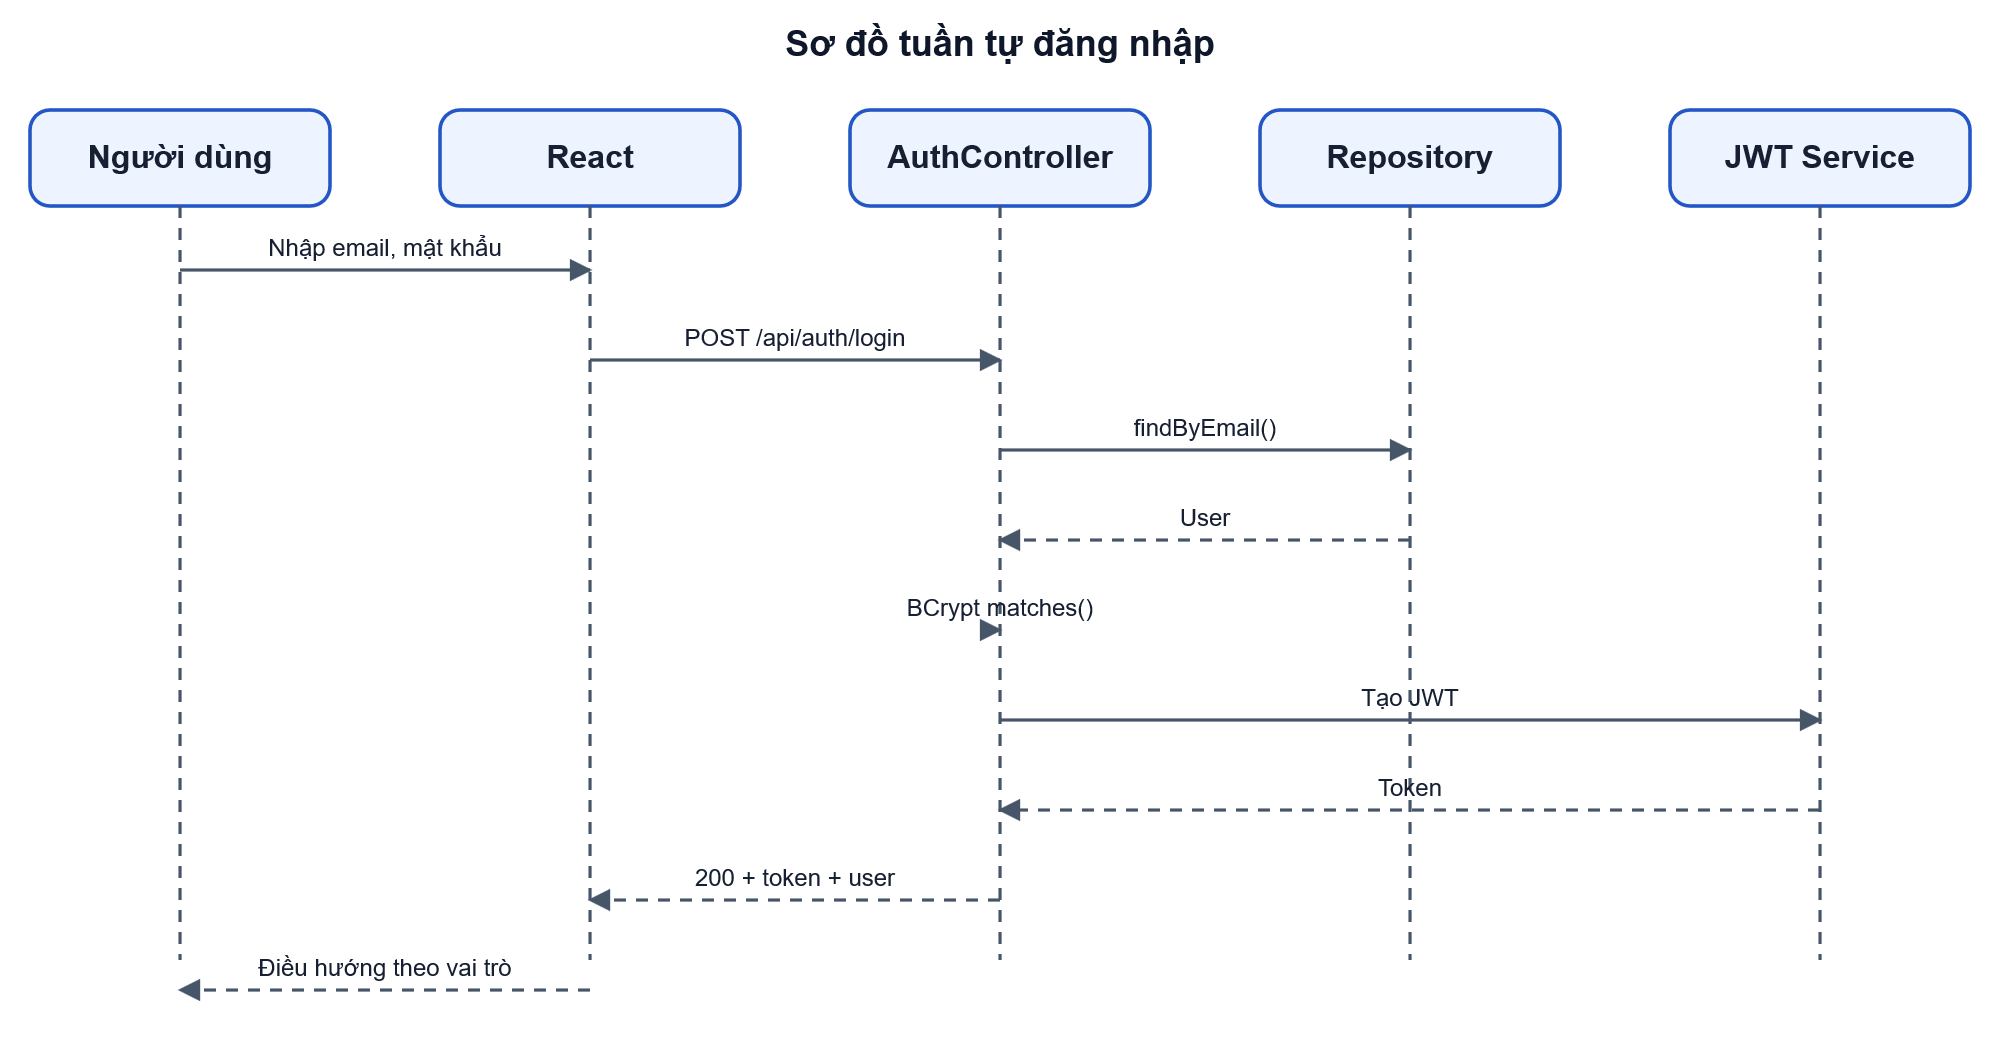 Sơ đồ tuần tự đăng nhập
Người dùng
React
AuthController
Repository
JWT Service
Nhập email, mật khẩu
POST /api/auth/login
findByEmail()
User
BCrypt matches()
Tạo JWT
Token
200 + token + user
Điều hướng theo vai trò